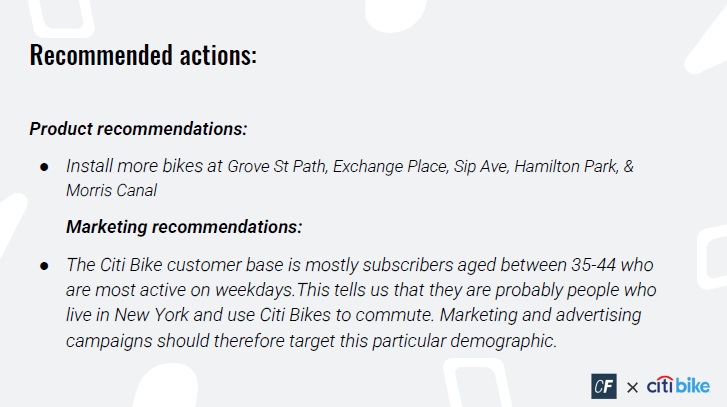 Recommended actions:
Product recommendations:
● Install more bikes at Grove St Path, Exchange Place, Sip Ave, Hamilton Park, &
Morris Canal
Marketing recommendations:
● The Citi Bike customer base is mostly subscribers aged between 35-44 who
are most active on weekdays.This tells us that they are probably people who
live in New York and use Citi Bikes to commute. Marketing and advertising
campaigns should therefore target this particular demographic.
CF × citi bike